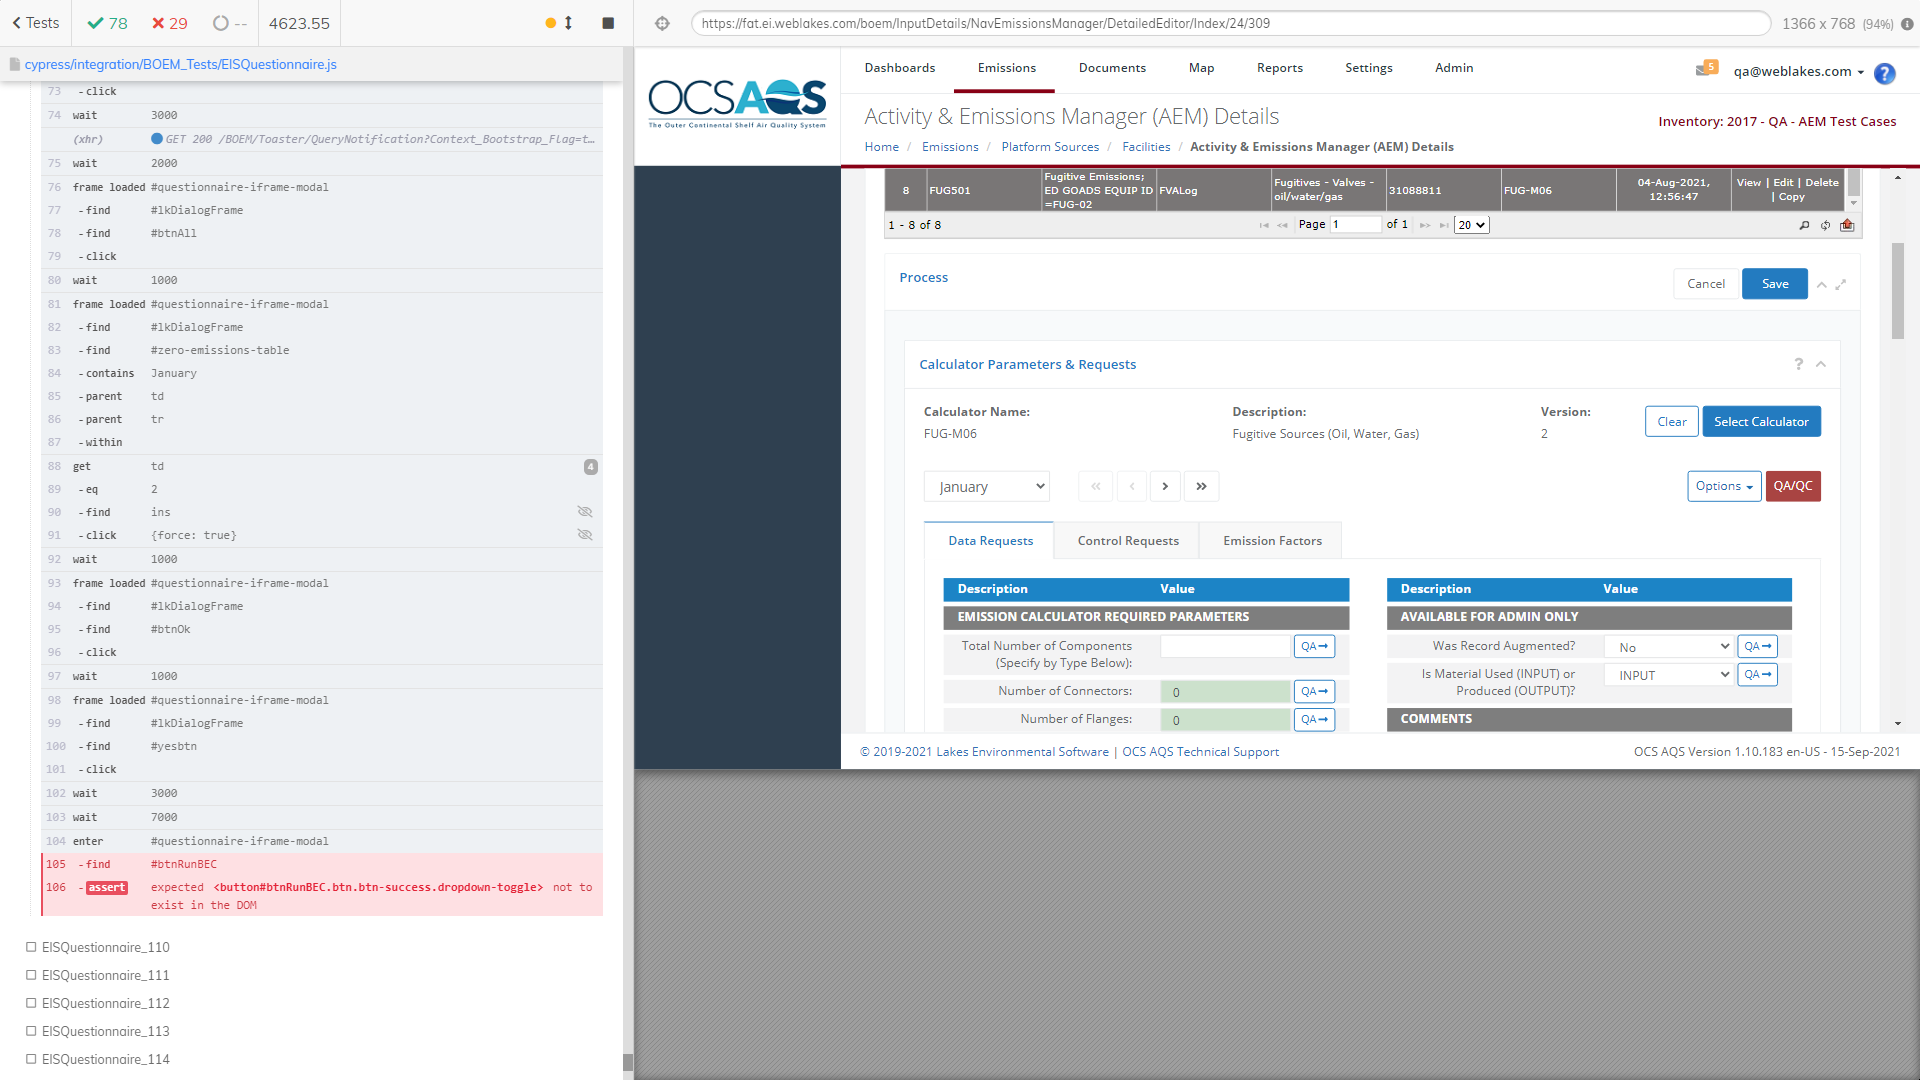 Tests
78
29
--
4623.55
https://fat.ei.weblakes.com/boem/InputDetails/NavEmissionsManager/DetailedEditor/Index/24/309
1366 x 768 (94%)
cypress/integration/BOEM_Tests/EISQuestionnaire.js
73 -click
74 wait 3000
(xhr) GET 200 /BOEM/Toaster/QueryNotification?Context_Bootstrap_Flag=t...
75 wait 2000
76 frame loaded #questionnaire-iframe-modal
77 -find #lkDialogFrame
78 -find #btnAll
79 -click
80 wait 1000
81 frame loaded #questionnaire-iframe-modal
82 -find #lkDialogFrame
83 -find #zero-emissions-table
84 -contains January
85 -parent td
86 -parent tr
87 -within
88 get td 4
89 -eq 2
90 -find ins
91 -click {force: true}
92 wait 1000
93 frame loaded #questionnaire-iframe-modal
94 -find #lkDialogFrame
95 -find #btnOk
96 -click
97 wait 1000
98 frame loaded #questionnaire-iframe-modal
99 -find #lkDialogFrame
100 -find #yesbtn
101 -click
102 wait 3000
103 wait 7000
104 enter #questionnaire-iframe-modal
105 -find #btnRunBEC
106 -assert expected <button#btnRunBEC.btn.btn-success.dropdown-toggle> not to
exist in the DOM
EISQuestionnaire_110
EISQuestionnaire_111
EISQuestionnaire_112
EISQuestionnaire_113
EISQuestionnaire_114
OCSAQS
The Outer Continental Shelf Air Quality System
Dashboards Emissions Documents Map Reports Settings Admin
5 qa@weblakes.com ?
Activity & Emissions Manager (AEM) Details
Inventory: 2017 - QA - AEM Test Cases
Home / Emissions / Platform Sources / Facilities / Activity & Emissions Manager (AEM) Details
8 FUG501 Fugitive Emissions; ED GOADS EQUIP ID =FUG-02 FVALog Fugitives - Valves - oil/water/gas 31088811 FUG-M06 04-Aug-2021, 12:56:47 View | Edit | Delete | Copy
1 - 8 of 8 Page 1 of 1 20
Process Cancel Save
Calculator Parameters & Requests ?
Calculator Name: Description: Version:
FUG-M06 Fugitive Sources (Oil, Water, Gas) 2 Clear Select Calculator
January Options QA/QC
Data Requests Control Requests Emission Factors
Description Value
EMISSION CALCULATOR REQUIRED PARAMETERS
Total Number of Components QA
(Specify by Type Below):
Number of Connectors: 0 QA
Number of Flanges: 0 QA
Description Value
AVAILABLE FOR ADMIN ONLY
Was Record Augmented? No QA
Is Material Used (INPUT) or INPUT QA
Produced (OUTPUT)?
COMMENTS
© 2019-2021 Lakes Environmental Software | OCS AQS Technical Support
OCS AQS Version 1.10.183 en-US - 15-Sep-2021